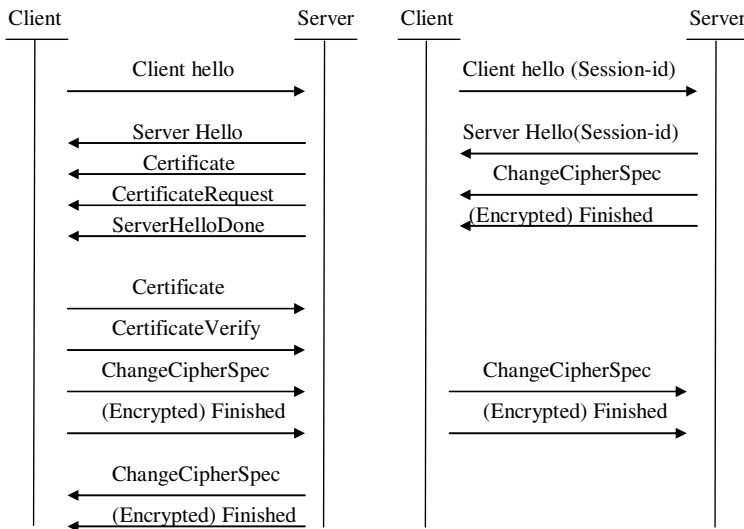 Client Server
Client hello
Server Hello
Certificate
CertificateRequest
ServerHelloDone
Certificate
CertificateVerify
ChangeCipherSpec
(Encrypted) Finished
ChangeCipherSpec
(Encrypted) Finished
Client Server
Client hello (Session-id)
Server Hello(Session-id)
ChangeCipherSpec
(Encrypted) Finished
ChangeCipherSpec
(Encrypted) Finished